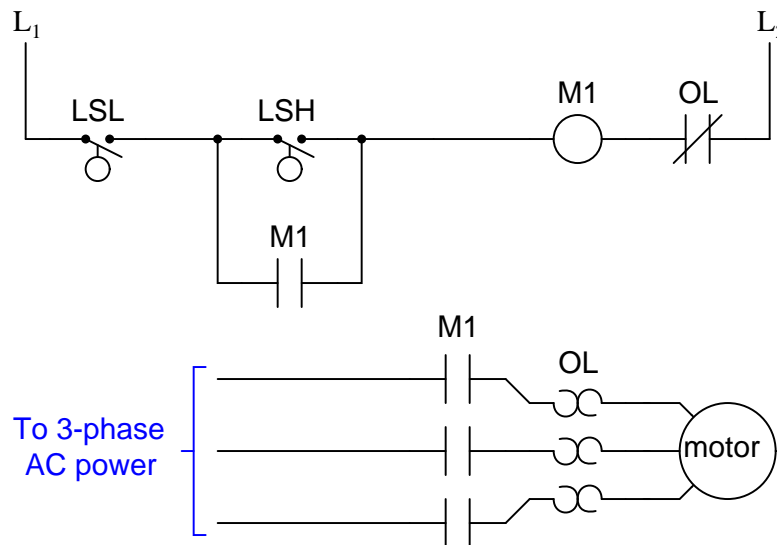 L1
L2
LSL
LSH
M1
OL
M1
M1
OL
To 3-phase
AC power
motor